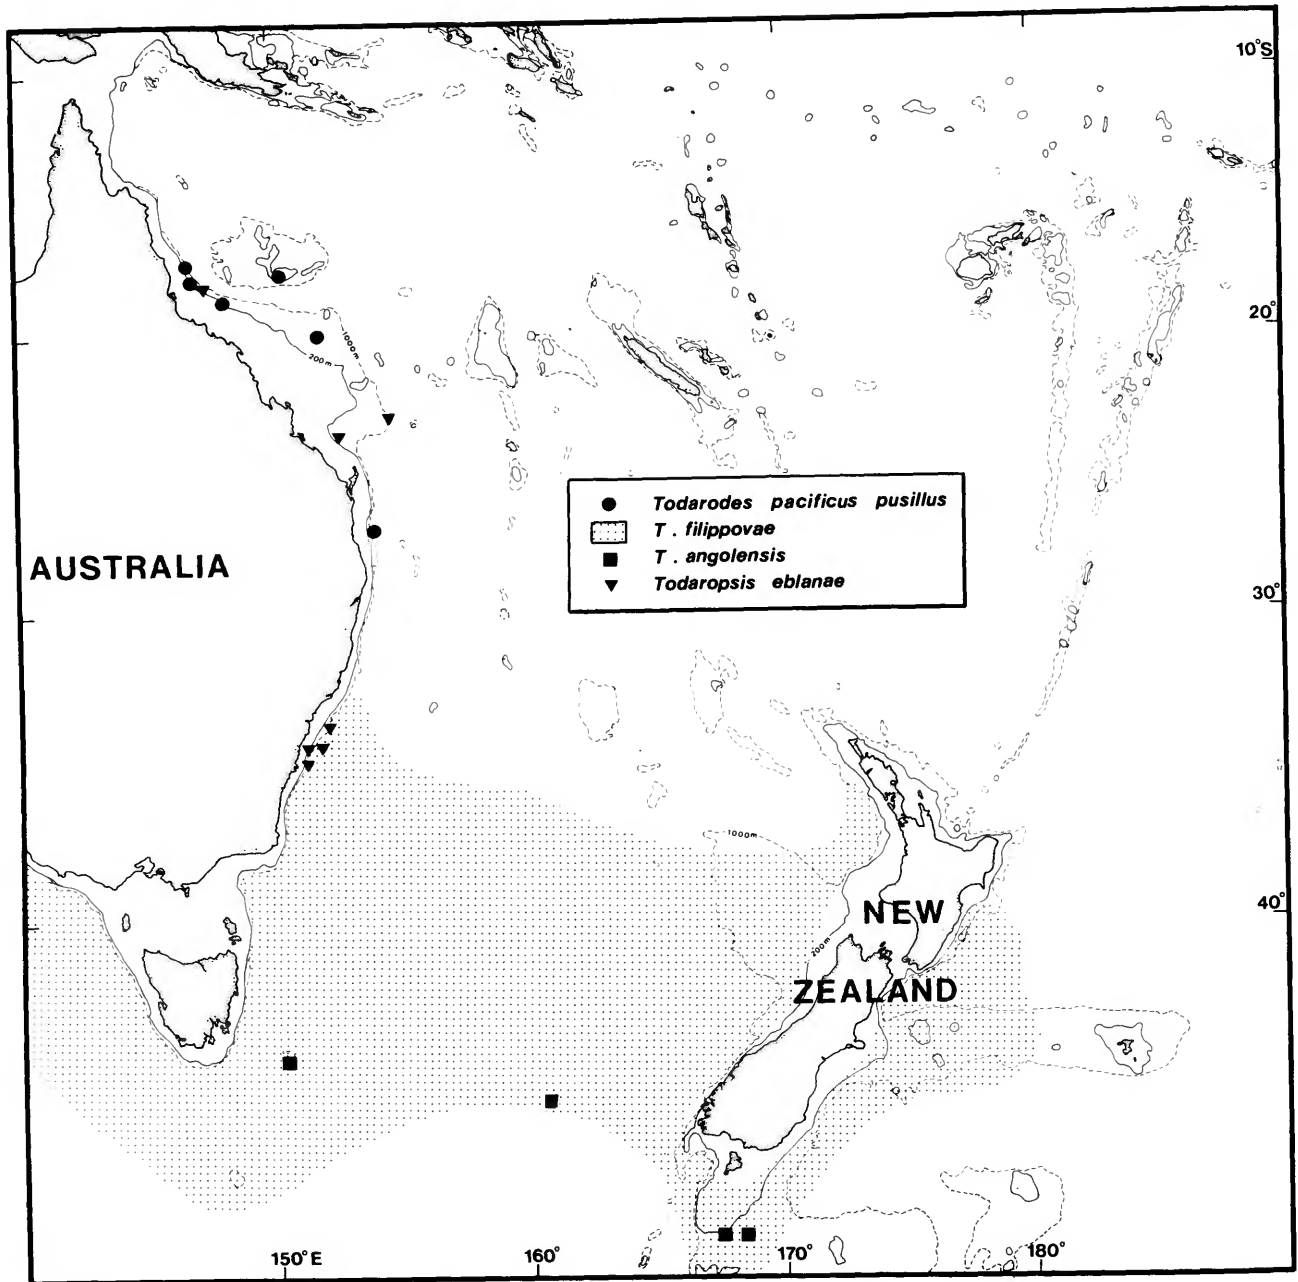 10°S
20°
1000m
200m
Todarodes pacificus pusillus
T. filippovae
T. angolensis
Todaropsis eblanae
AUSTRALIA
30°
1000m
NEW
40°
200m
ZEALAND
150°E
160°
170°
180°